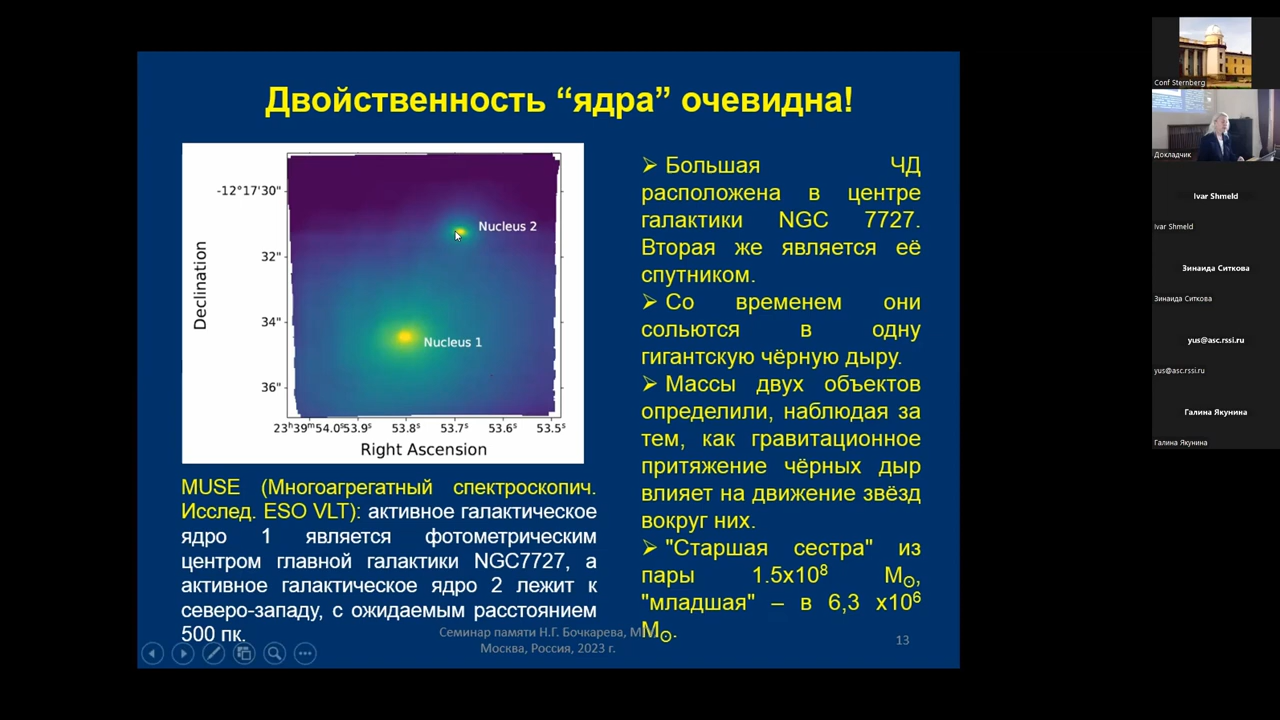 Двойственность “ядра” очевидна!
-12°17'30"
32"
34"
36"
Declination
Nucleus 2
Nucleus 1
23ʰ39ᵐ54.0ˢ
53.9ˢ
53.8ˢ
53.7ˢ
53.6ˢ
53.5ˢ
Right Ascension
MUSE (Многоагрегатный спектроскопич.
Исслед. ESO VLT): активное галактическое
ядро 1 является фотометрическим
центром главной галактики NGC7727, а
активное галактическое ядро 2 лежит к
северо-западу, с ожидаемым расстоянием
500 пк.
➢ Большая ЧД
расположена в центре
галактики NGC 7727.
Вторая же является её
спутником.
➢ Со временем они
сольются в одну
гигантскую чёрную дыру.
➢ Массы двух объектов
определили, наблюдая за
тем, как гравитационное
притяжение чёрных дыр
влияет на движение звёзд
вокруг них.
➢ "Старшая сестра" из
пары 1.5x10⁸ M⊙,
"младшая" – в 6,3 x10⁶
M⊙.
Семинар памяти Н.Г. Бочкарева,
Москва, Россия, 2023 г.
13
Conf Sternberg
Докладчик
Ivar Shmeld
Ivar Shmeld
Зинаида Ситкова
Зинаида Ситкова
yus@asc.rssi.ru
yus@asc.rssi.ru
Галина Якунина
Галина Якунина